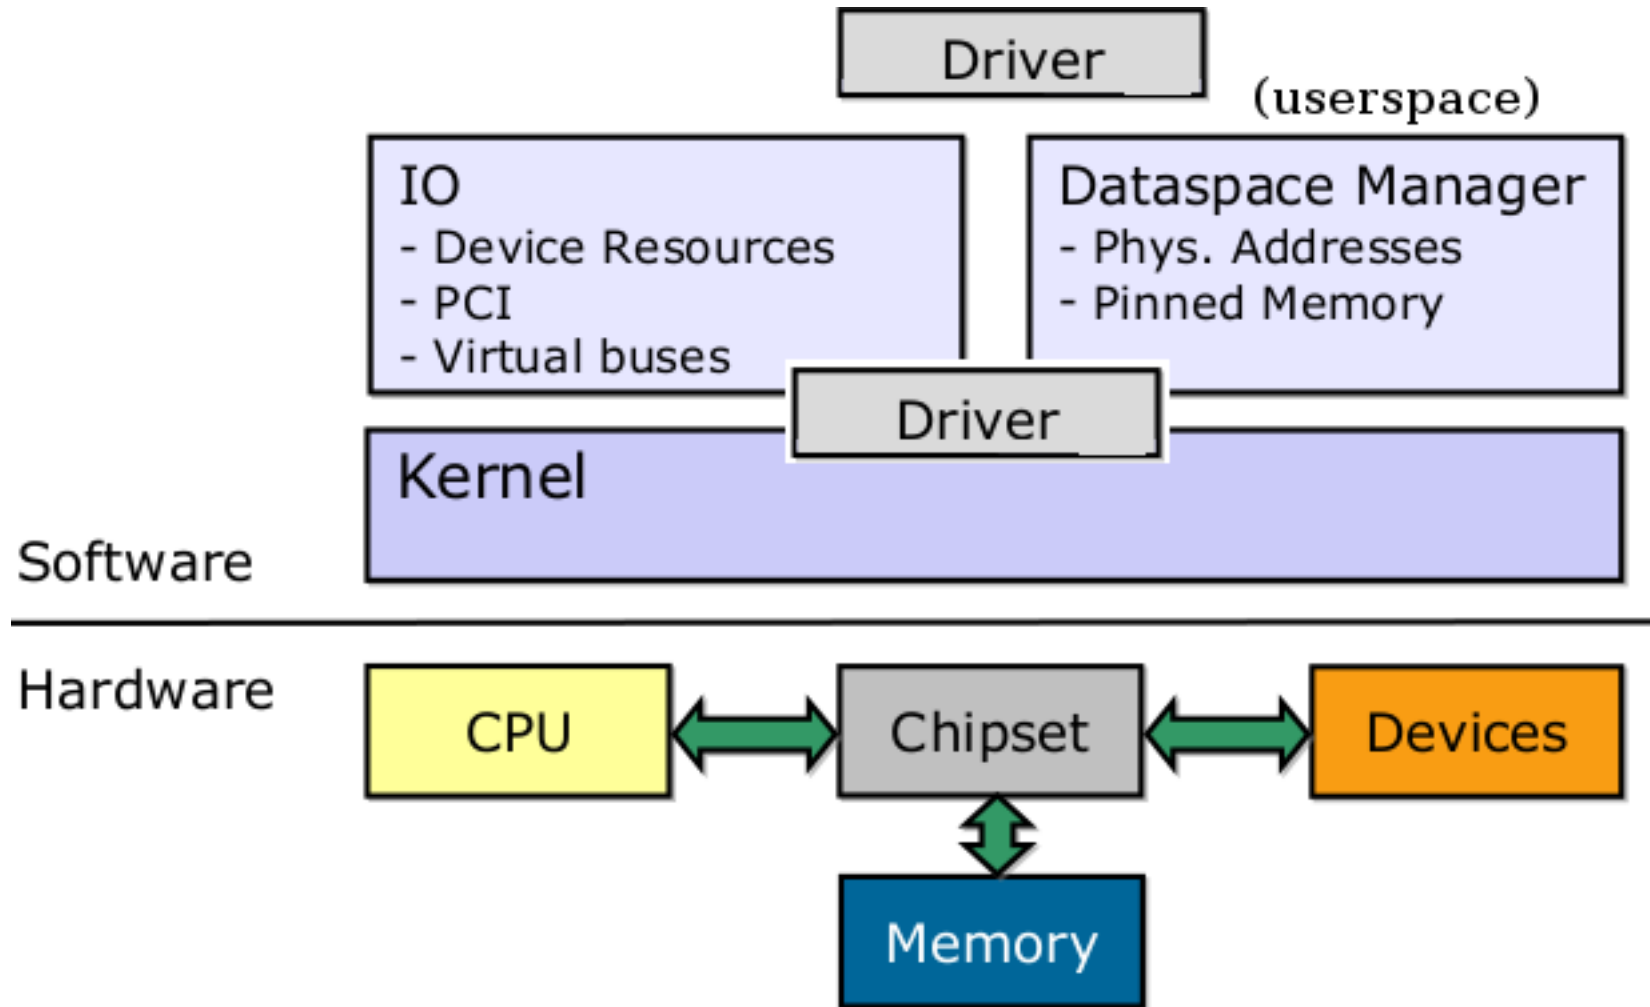 Driver
(userspace)
IO
- Device Resources
- PCI
- Virtual buses
Dataspace Manager
- Phys. Addresses
- Pinned Memory
Driver
Kernel
Software
Hardware
CPU
Chipset
Devices
Memory